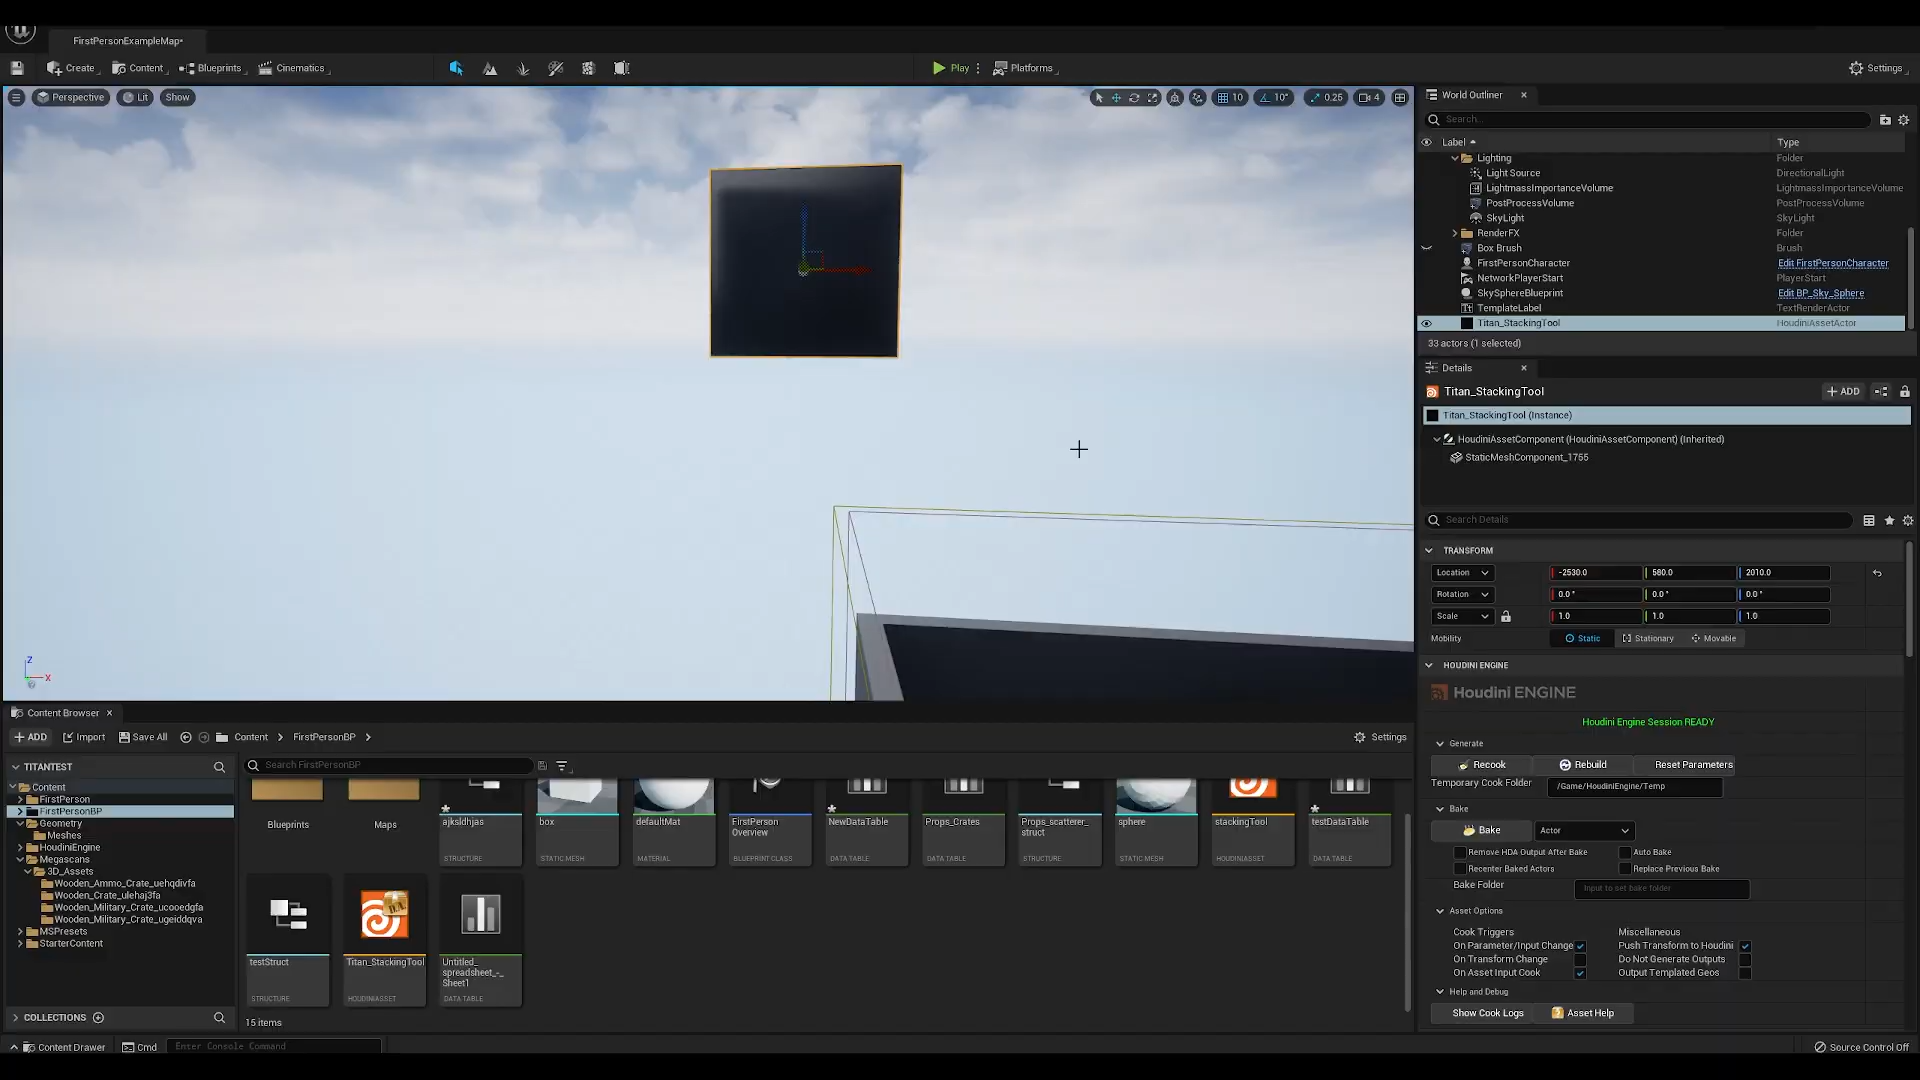 FirstPersonExampleMap*
Create
Content
Blueprints
Cinematics
Play
Platforms
Settings
Perspective
Lit
Show
10
10°
0.25
4
World Outliner
Search...
Label
Type
Lighting
Folder
Light Source
DirectionalLight
LightmassImportanceVolume
LightmassImportanceVolume
PostProcessVolume
PostProcessVolume
SkyLight
SkyLight
RenderFX
Folder
Box Brush
Brush
FirstPersonCharacter
Edit FirstPersonCharacter
NetworkPlayerStart
PlayerStart
SkySphereBlueprint
Edit BP_Sky_Sphere
TemplateLabel
TextRenderActor
Titan_StackingTool
HoudiniAssetActor
33 actors (1 selected)
Details
Titan_StackingTool
ADD
Titan_StackingTool (Instance)
HoudiniAssetComponent (HoudiniAssetComponent) (Inherited)
StaticMeshComponent_1755
Search Details
TRANSFORM
Location
-2530.0
580.0
2010.0
Rotation
0.0 °
0.0 °
0.0 °
Scale
1.0
1.0
1.0
Mobility
Static
Stationary
Movable
HOUDINI ENGINE
Houdini ENGINE
Houdini Engine Session READY
Generate
Recook
Rebuild
Reset Parameters
Temporary Cook Folder
/Game/HoudiniEngine/Temp
Bake
Bake
Actor
Remove HDA Output After Bake
Auto Bake
Recenter Baked Actors
Replace Previous Bake
Bake Folder
Input to set bake folder
Asset Options
Cook Triggers
Miscellaneous
On Parameter/Input Change
Push Transform to Houdini
On Transform Change
Do Not Generate Outputs
On Asset Input Cook
Output Templated Geos
Help and Debug
Show Cook Logs
Asset Help
Z
X
Content Browser
ADD
Import
Save All
Content
FirstPersonBP
Settings
TITANTEST
Search FirstPersonBP
Content
FirstPerson
FirstPersonBP
Geometry
Meshes
HoudiniEngine
Megascans
3D_Assets
Wooden_Ammo_Crate_uehqdivfa
Wooden_Crate_ulehaj3fa
Wooden_Military_Crate_ucooedgfa
Wooden_Military_Crate_ugeiddqva
MSPresets
StarterContent
COLLECTIONS
Blueprints
Maps
ajksldhjas
STRUCTURE
box
STATIC MESH
defaultMat
MATERIAL
FirstPerson
Overview
BLUEPRINT CLASS
NewDataTable
DATA TABLE
Props_Crates
DATA TABLE
Props_scatterer_
struct
STRUCTURE
sphere
STATIC MESH
stackingTool
HOUDINIASSET
testDataTable
DATA TABLE
testStruct
STRUCTURE
Titan_StackingTool
HOUDINIASSET
Untitled_
spreadsheet_-_
Sheet1
DATA TABLE
15 items
Content Drawer
Cmd
Enter Console Command
Source Control Off